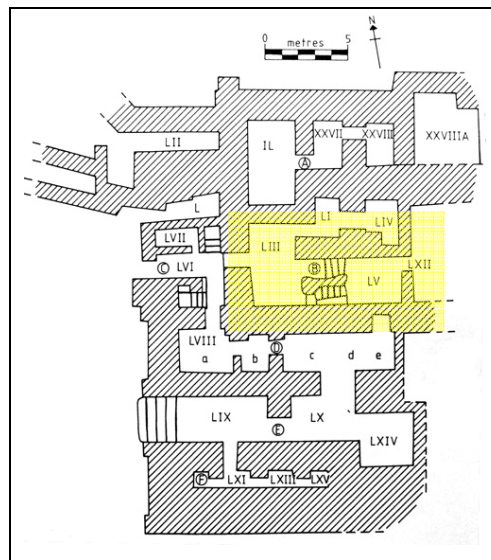 N
0 metres 5
LII
IL
XXVII
XXVIII
XXVIIIA
A
L
LI
LIV
LVII
LIII
C
LVI
B
LXII
LV
LVIII
D
a b c d e
LIX
LX
E
LXIV
F
LXI
LXIII
LXV